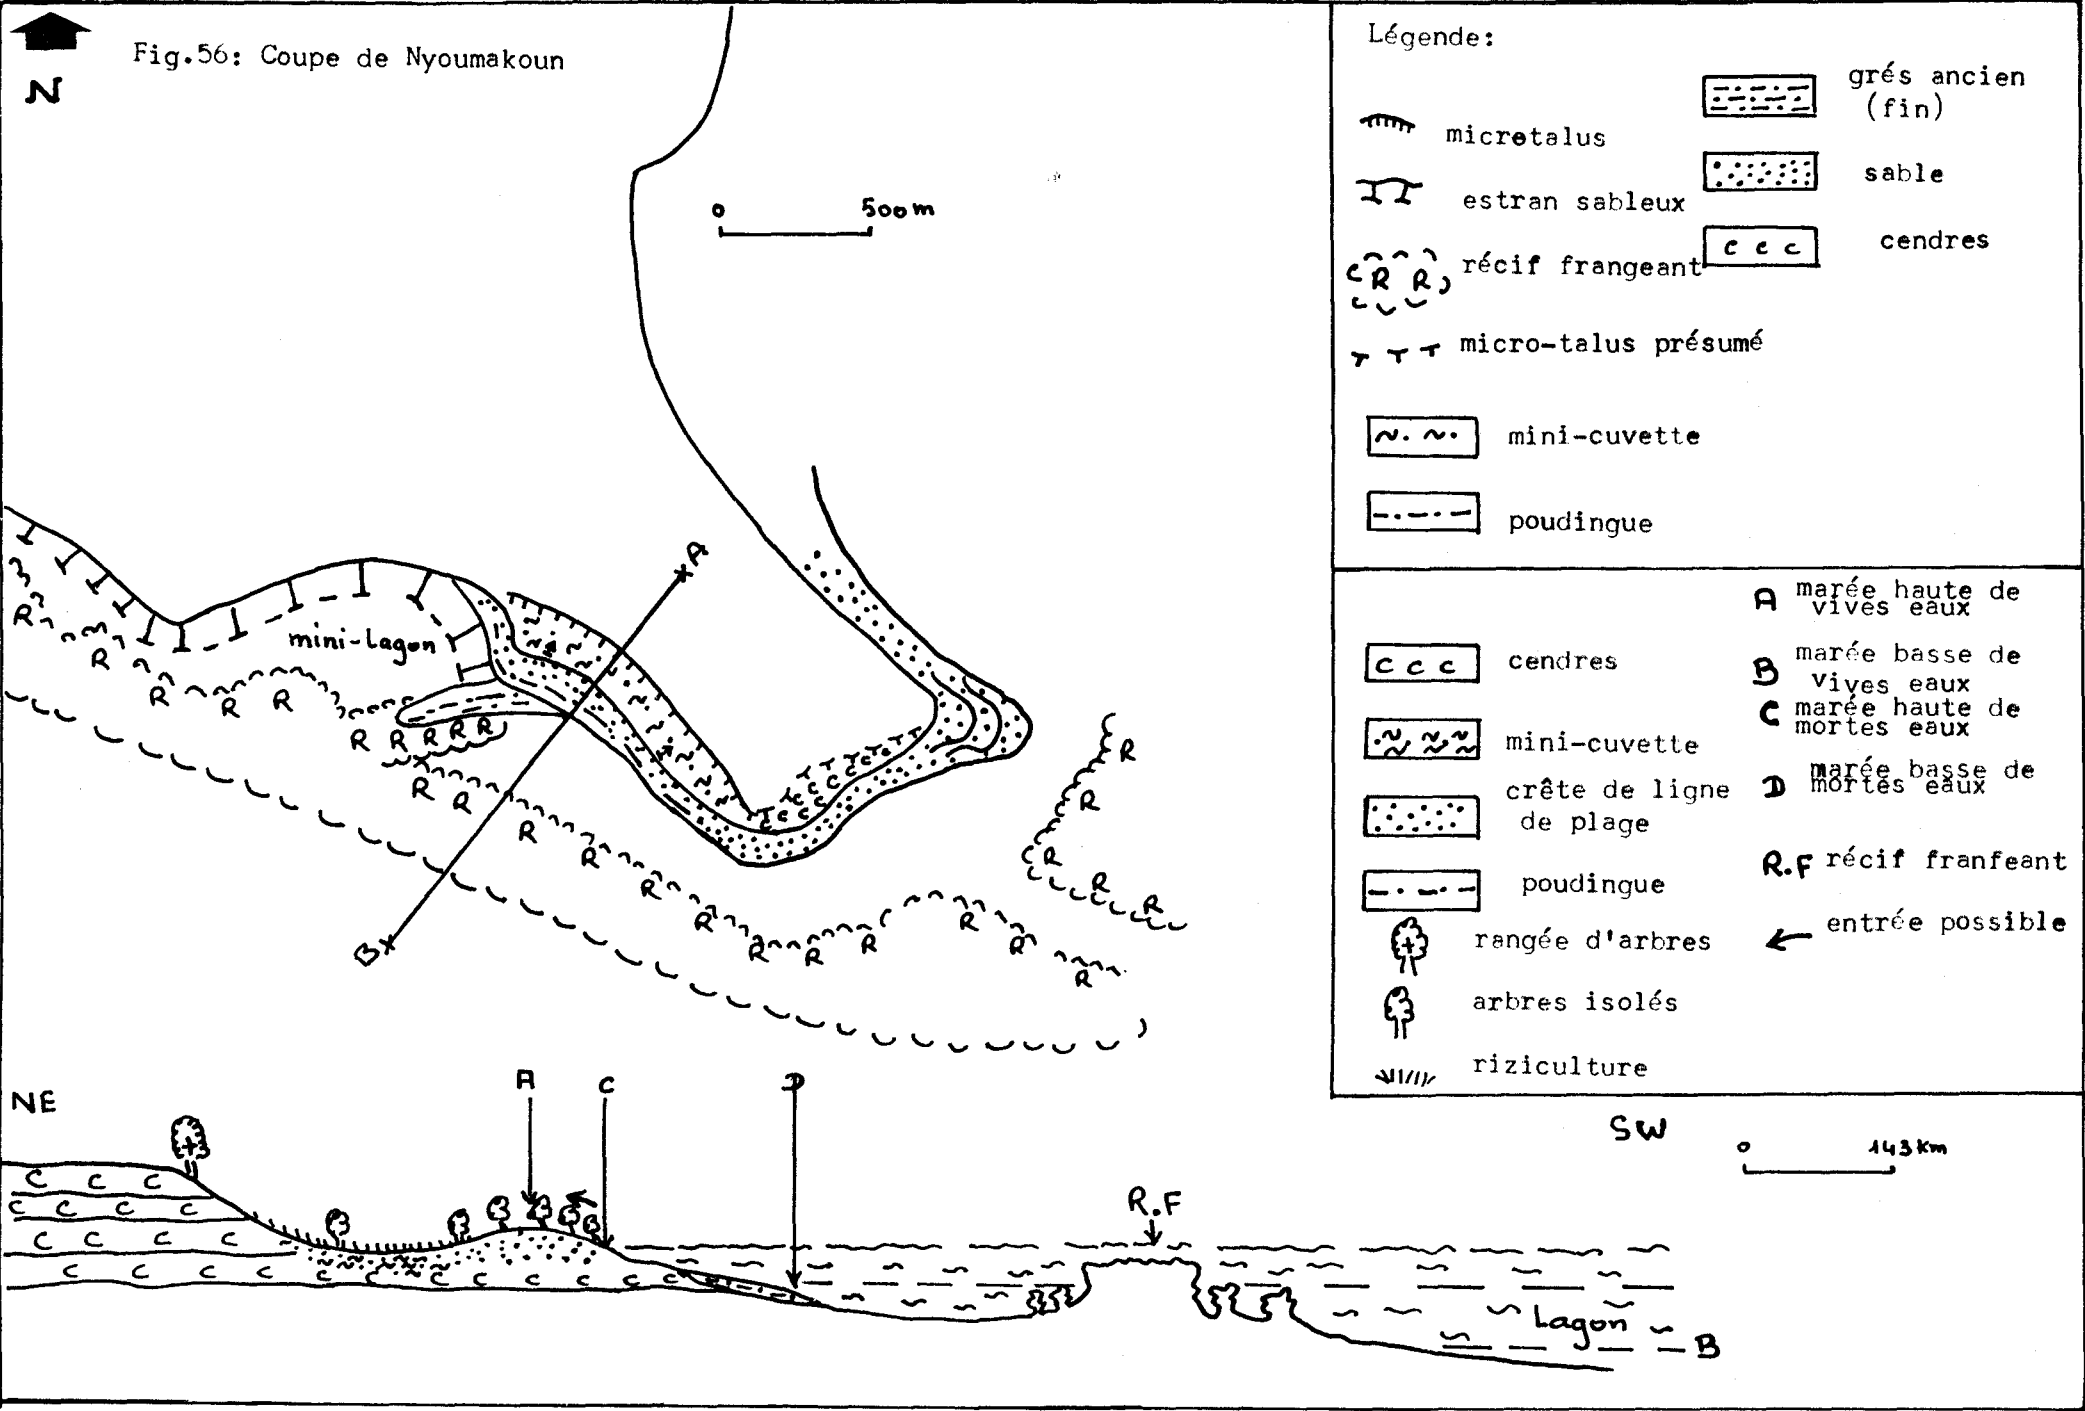 Fig.56: Coupe de Nyoumakoun
N
0 500m
A
mini-lagon
R R R R R R
R R R R R
R R R R R R R R R R R R R
R R R R R
B
Légende:
microtalus
estran sableux
R R récif frangeant
micro-talus présumé
mini-cuvette
poudingue
grés ancien
(fin)
sable
c c c cendres
c c c cendres
mini-cuvette
crête de ligne
de plage
poudingue
rangée d'arbres
arbres isolés
riziculture
A marée haute de
vives eaux
B marée basse de
vives eaux
C marée haute de
mortes eaux
D marée basse de
mortes eaux
R.F récif franfeant
entrée possible
NE
A C D
SW
0 143km
R.F
C C C
C C C C C
C C C C
C C C C C C C C C C C
Lagon
B